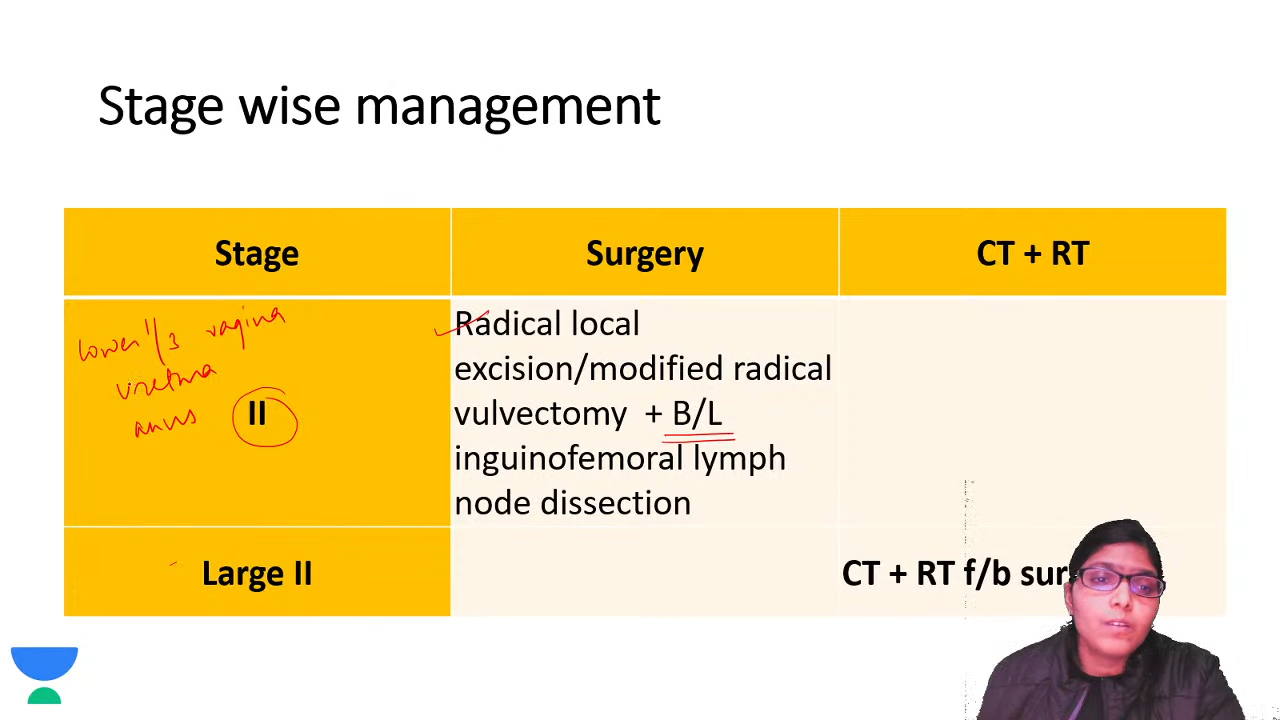 Stage wise management
Stage
Surgery
CT + RT
lower 1/3 vagina
urethra
anus
II
Radical local
excision/modified radical
vulvectomy + B/L
inguinofemoral lymph
node dissection
Large II
CT + RT f/b sur